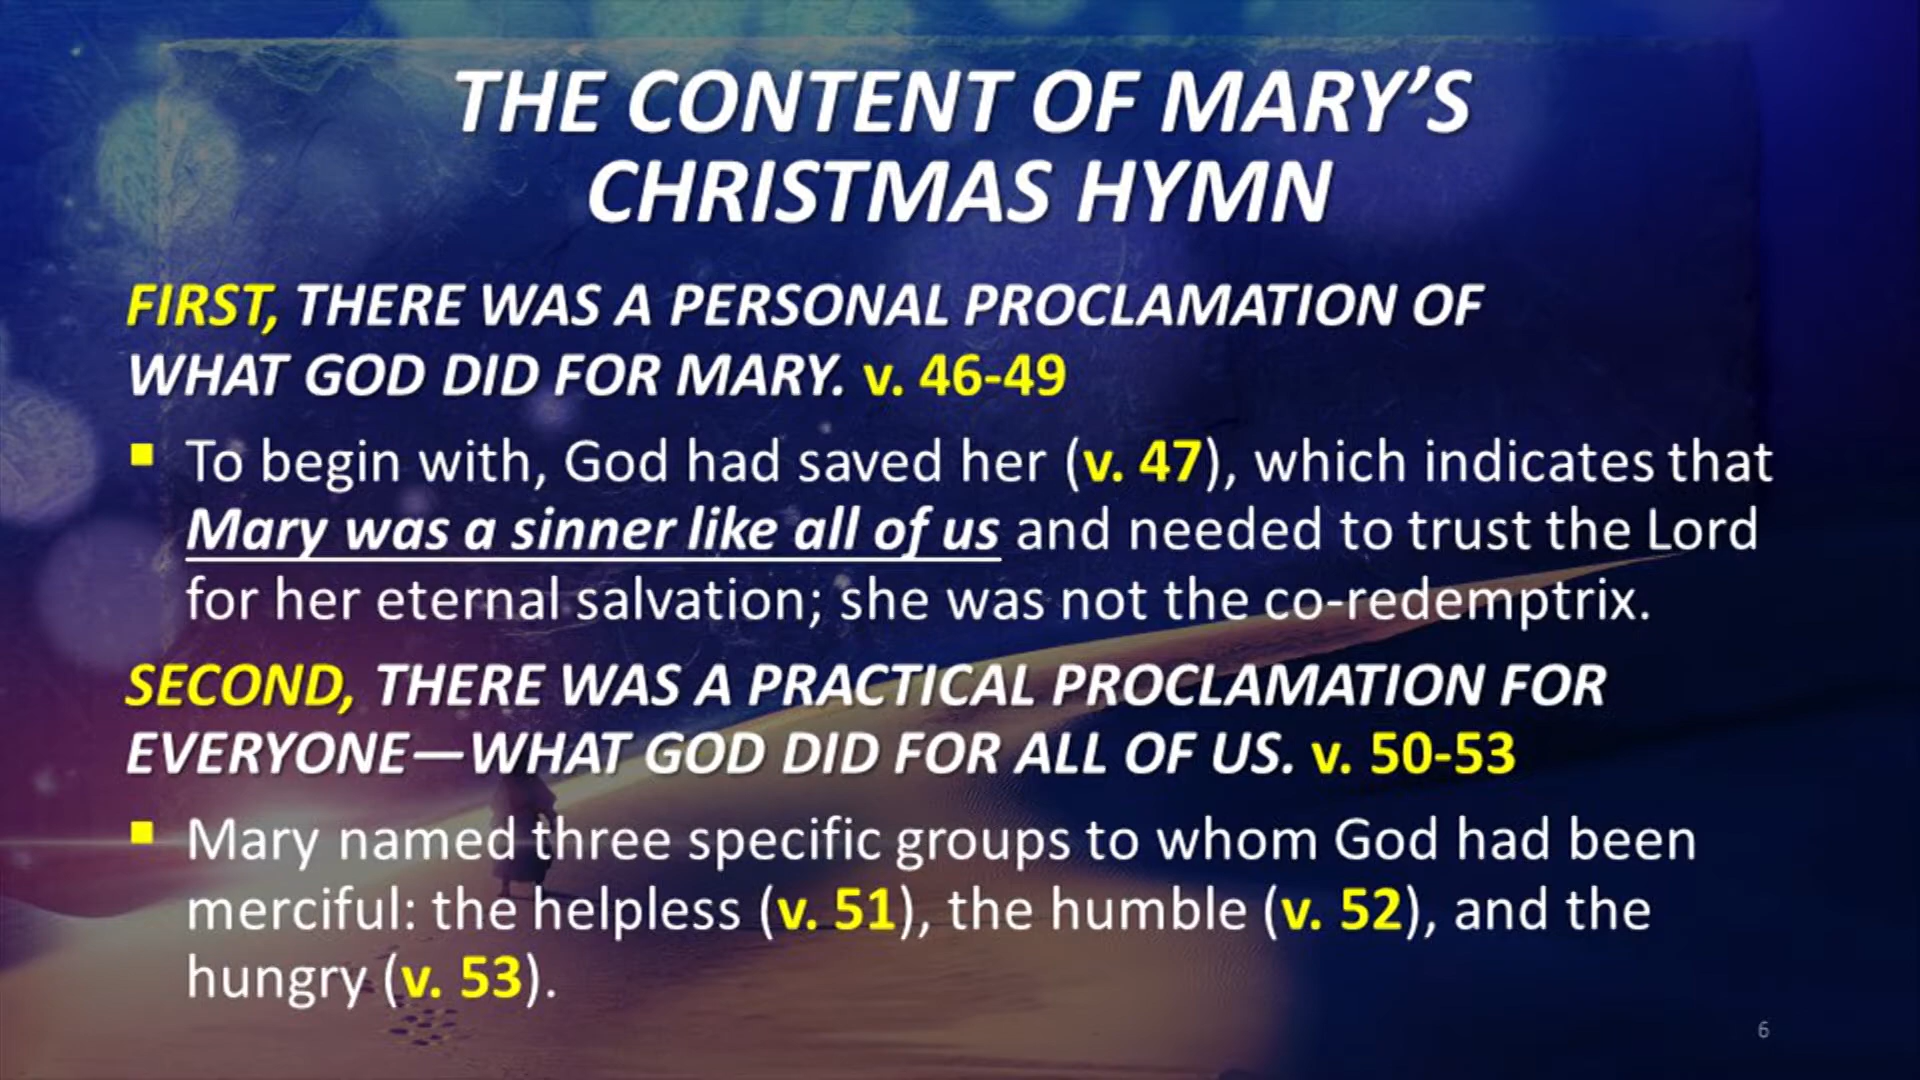 THE CONTENT OF MARY’S
CHRISTMAS HYMN
FIRST, THERE WAS A PERSONAL PROCLAMATION OF
WHAT GOD DID FOR MARY. v. 46-49
▪ To begin with, God had saved her (v. 47), which indicates that
Mary was a sinner like all of us and needed to trust the Lord
for her eternal salvation; she was not the co-redemptrix.
SECOND, THERE WAS A PRACTICAL PROCLAMATION FOR
EVERYONE—WHAT GOD DID FOR ALL OF US. v. 50-53
▪ Mary named three specific groups to whom God had been
merciful: the helpless (v. 51), the humble (v. 52), and the
hungry (v. 53).
6